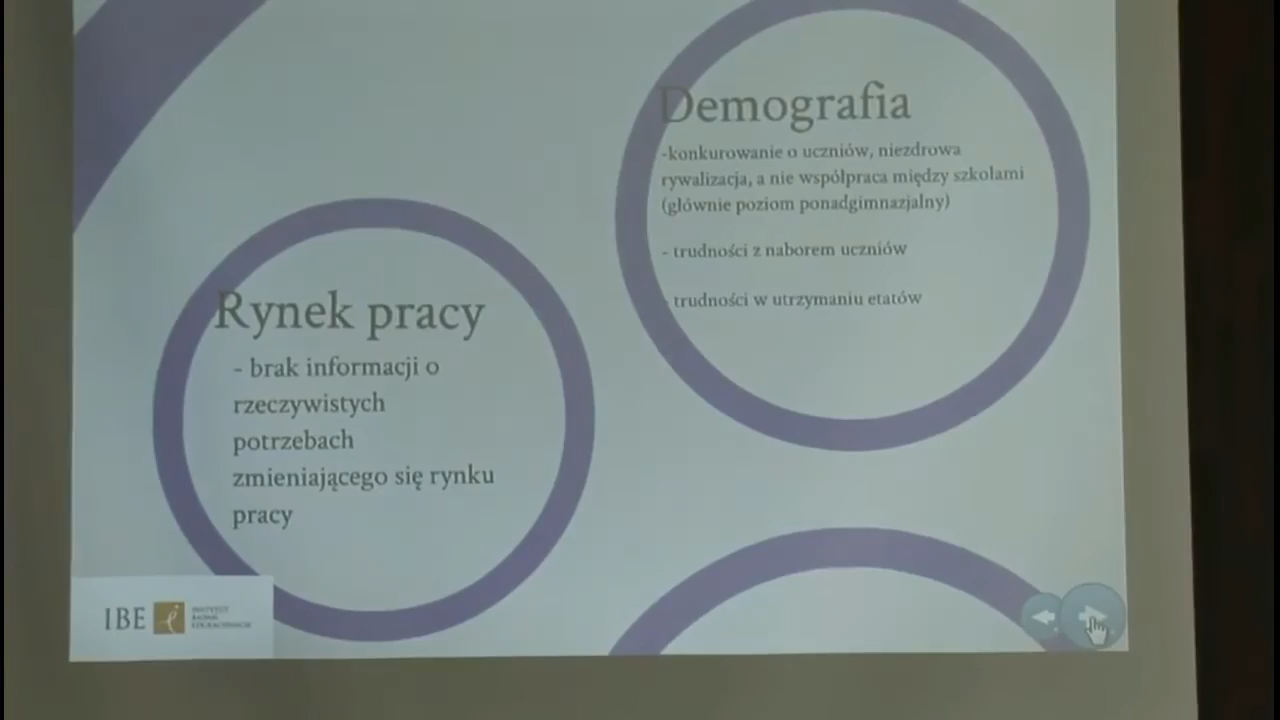 Demografia
-konkurowanie o uczniów, niezdrowa
rywalizacja, a nie współpraca między szkołami
(głównie poziom ponadgimnazjalny)
- trudności z naborem uczniów
- trudności w utrzymaniu etatów
Rynek pracy
- brak informacji o
rzeczywistych
potrzebach
zmieniającego się rynku
pracy
IBE
INSTYTUT
BADAŃ
EDUKACYJNYCH